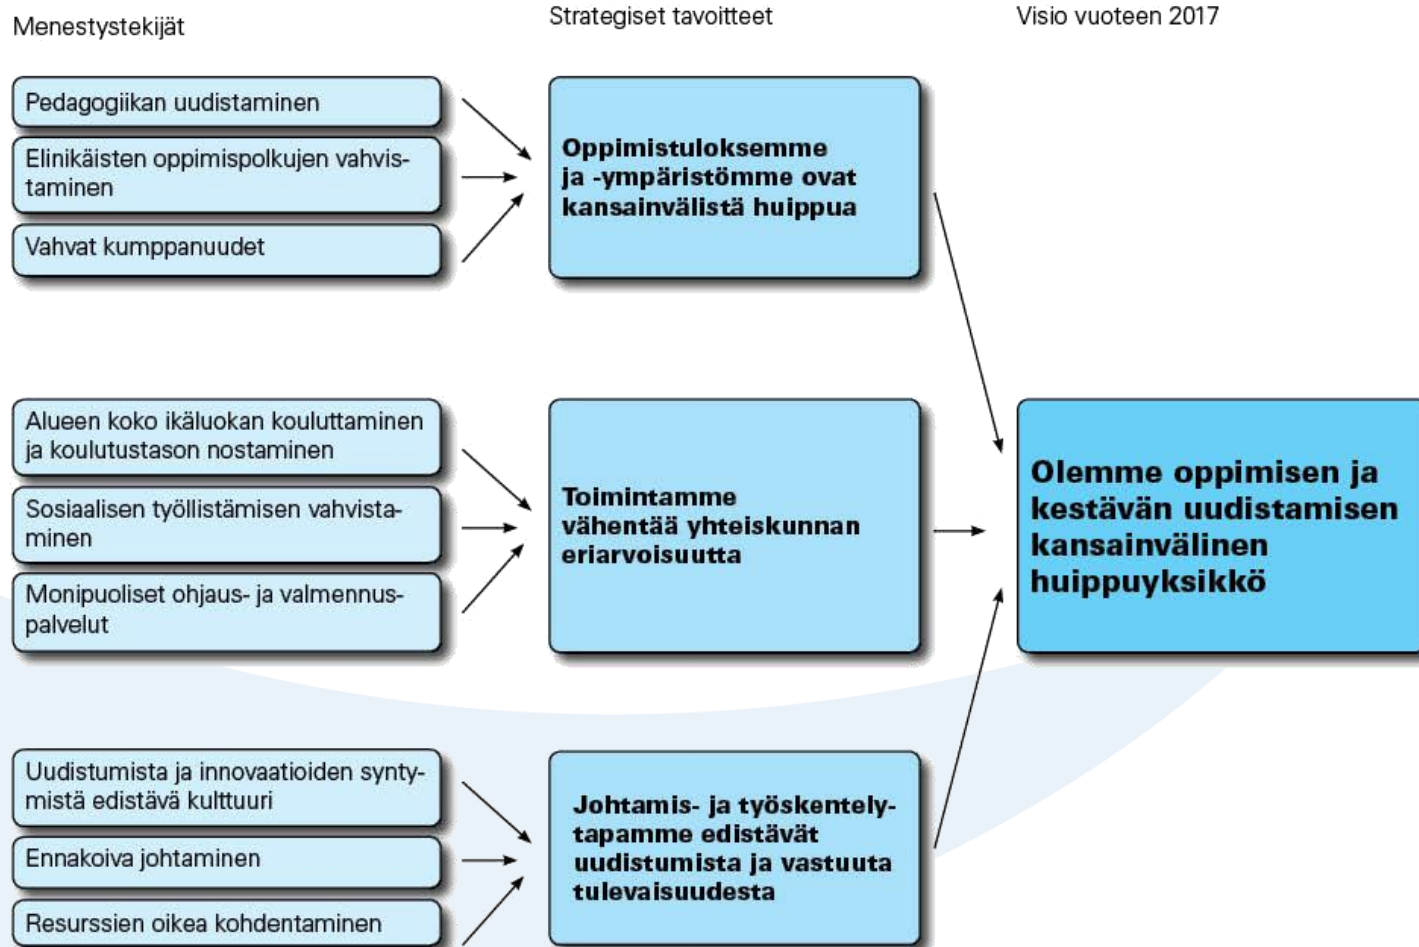 Menestystekijät
Strategiset tavoitteet
Visio vuoteen 2017
Pedagogiikan uudistaminen
Elinikäisten oppimispolkujen vahvis-
taminen
Vahvat kumppanuudet
Oppimistuloksemme
ja -ympäristömme ovat
kansainvälistä huippua
Alueen koko ikäluokan kouluttaminen
ja koulutustason nostaminen
Sosiaalisen työllistämisen vahvista-
minen
Monipuoliset ohjaus- ja valmennus-
palvelut
Toimintamme
vähentää yhteiskunnan
eriarvoisuutta
Olemme oppimisen ja
kestävän uudistamisen
kansainvälinen
huippuyksikkö
Uudistumista ja innovaatioiden synty-
mistä edistävä kulttuuri
Ennakoiva johtaminen
Resurssien oikea kohdentaminen
Johtamis- ja työskentely-
tapamme edistävät
uudistumista ja vastuuta
tulevaisuudesta